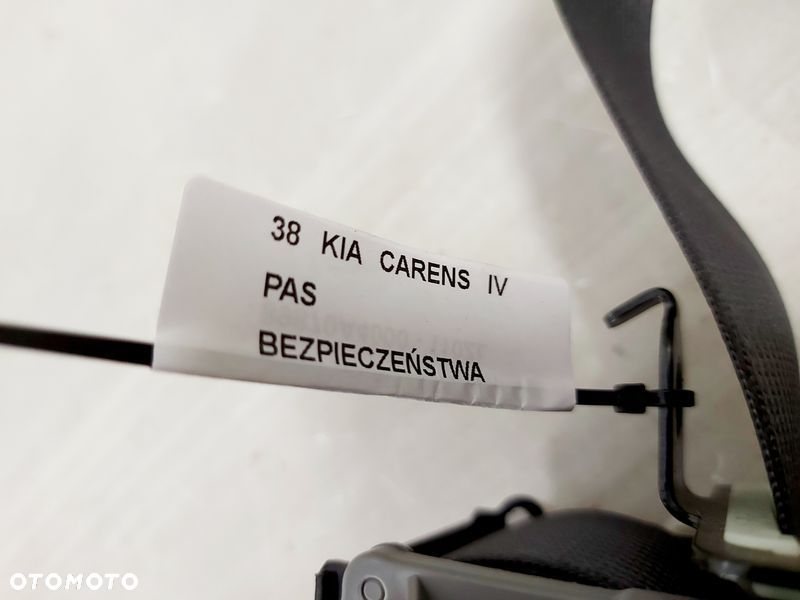 38 KIA CARENS IV
PAS
BEZPIECZEŃSTWA
OTOMOTO